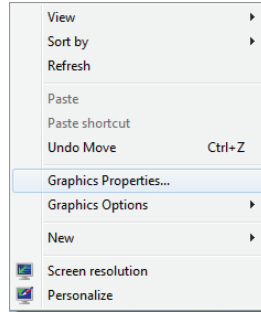 View
Sort by
Refresh
Paste
Paste shortcut
Undo Move Ctrl+Z
Graphics Properties...
Graphics Options
New
Screen resolution
Personalize